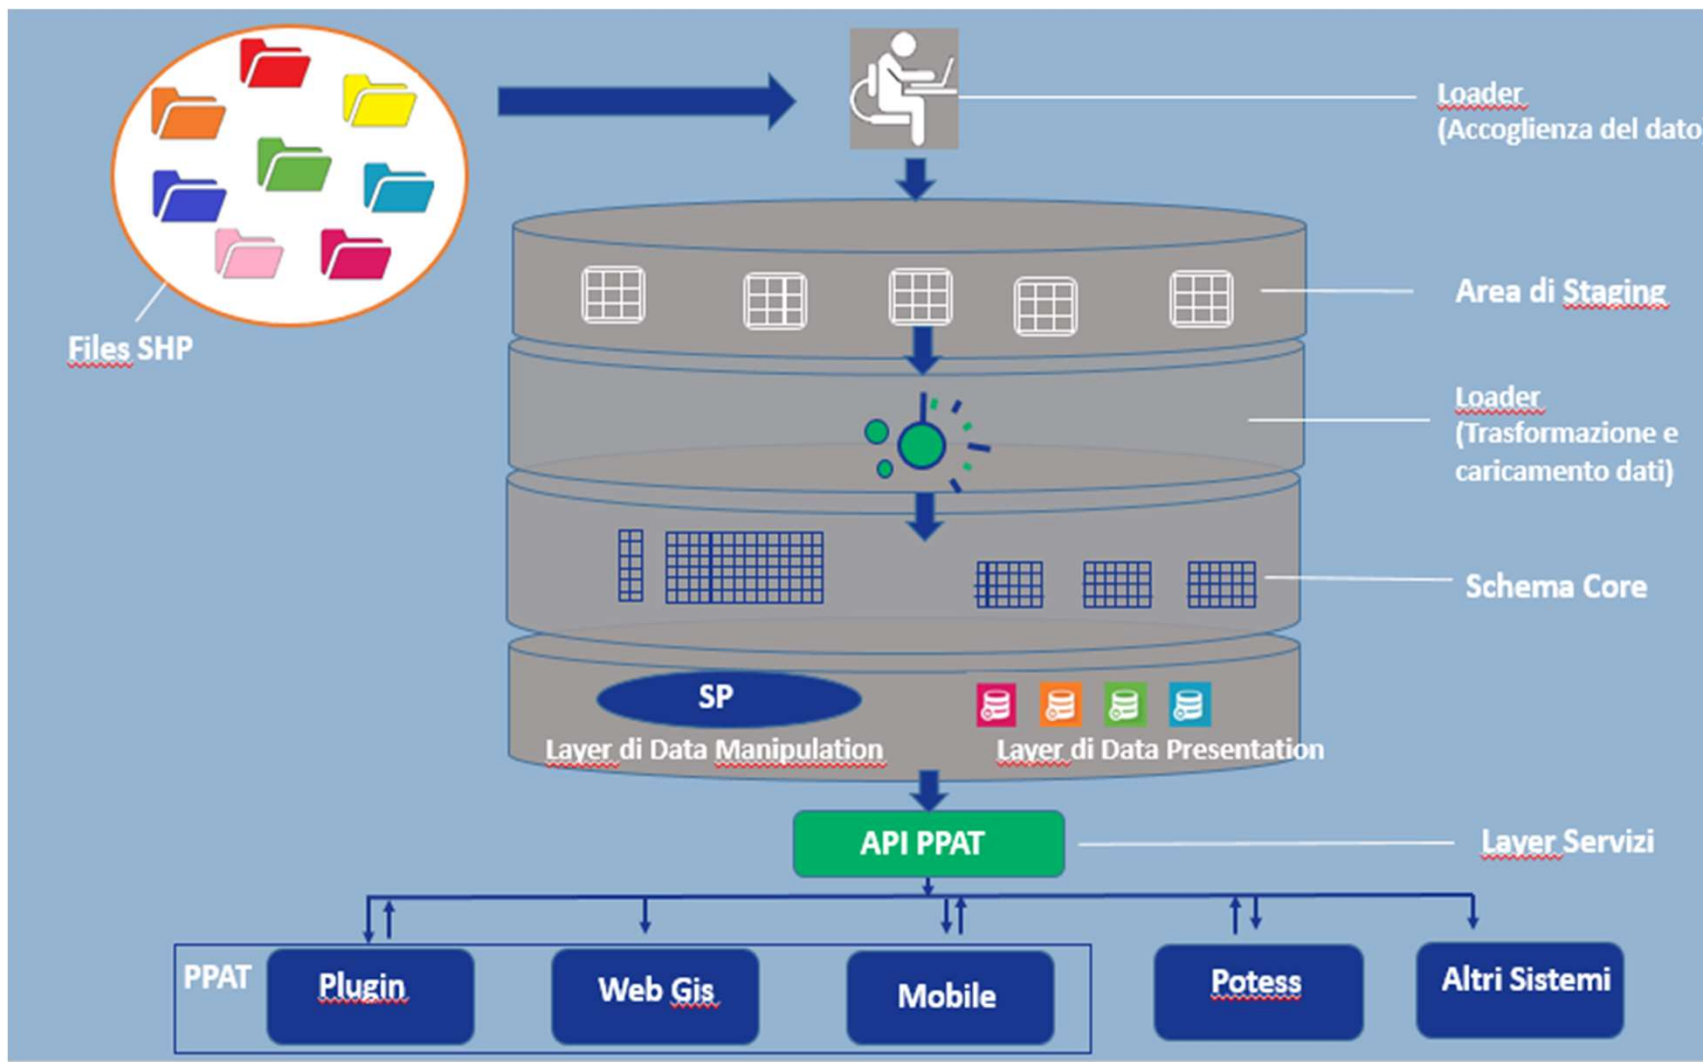 Loader
(Accoglienza del dato)
Files SHP
Area di Staging
Loader
(Trasformazione e
caricamento dati)
Schema Core
SP
Layer di Data Manipulation
Layer di Data Presentation
API PPAT
Layer Servizi
PPAT
Plugin
Web Gis
Mobile
Potess
Altri Sistemi